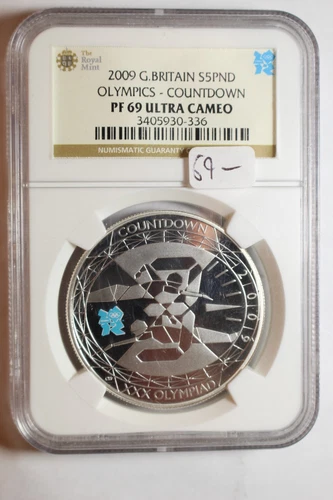 The
Royal
Mint
2009 G.BRITAIN S5PND
OLYMPICS - COUNTDOWN
PF 69 ULTRA CAMEO
3405930-336
NUMISMATIC GUARANTY
59-
COUNTDOWN
2009
XXX OLYMPIAD